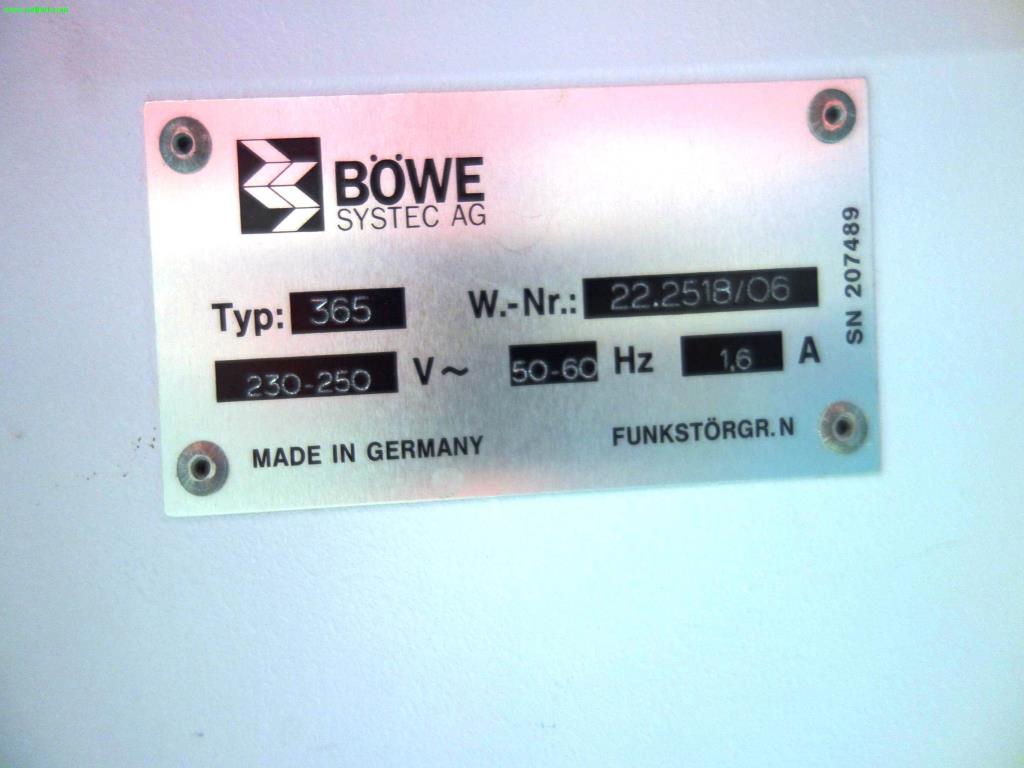 BÖWE
SYSTEC AG
Typ: 365 W.-Nr.: 22.2518/06
230-250 V~ 50-60 Hz 1.6 A
MADE IN GERMANY FUNKSTÖRGR. N
SN 207489